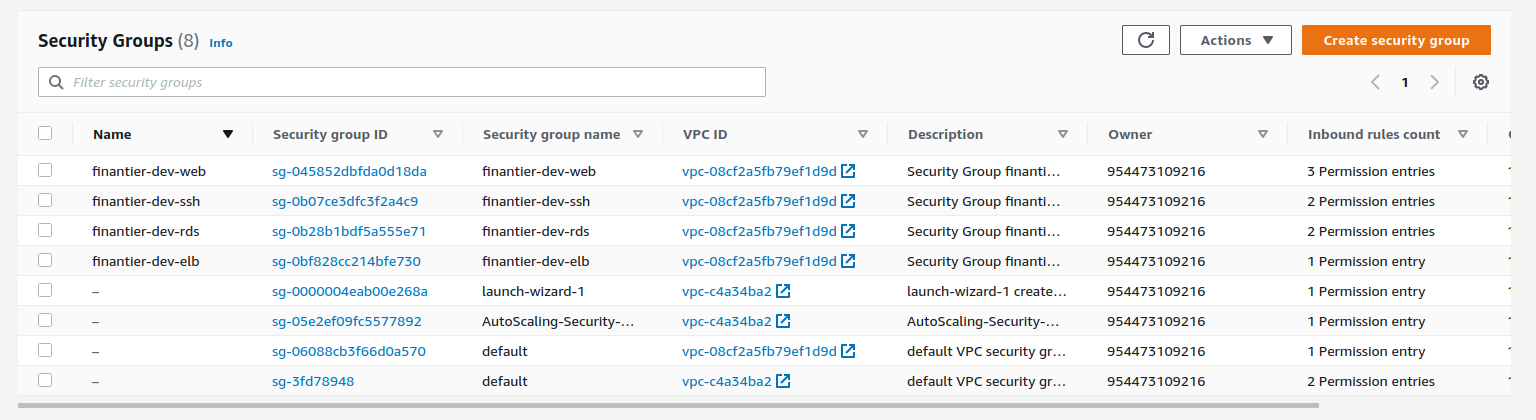 Security Groups (8) Info
Actions
Create security group
Filter security groups
1
Name Security group ID Security group name VPC ID Description Owner Inbound rules count
finantier-dev-web sg-045852dbfda0d18da finantier-dev-web vpc-08cf2a5fb79ef1d9d Security Group finanti... 954473109216 3 Permission entries
finantier-dev-ssh sg-0b07ce3dfc3f2a4c9 finantier-dev-ssh vpc-08cf2a5fb79ef1d9d Security Group finanti... 954473109216 2 Permission entries
finantier-dev-rds sg-0b28b1bdf5a555e71 finantier-dev-rds vpc-08cf2a5fb79ef1d9d Security Group finanti... 954473109216 2 Permission entries
finantier-dev-elb sg-0bf828cc214bfe730 finantier-dev-elb vpc-08cf2a5fb79ef1d9d Security Group finanti... 954473109216 1 Permission entry
– sg-0000004eab00e268a launch-wizard-1 vpc-c4a34ba2 launch-wizard-1 create... 954473109216 1 Permission entry
– sg-05e2ef09fc5577892 AutoScaling-Security-... vpc-c4a34ba2 AutoScaling-Security-... 954473109216 1 Permission entry
– sg-06088cb3f66d0a570 default vpc-08cf2a5fb79ef1d9d default VPC security gr... 954473109216 1 Permission entry
– sg-3fd78948 default vpc-c4a34ba2 default VPC security gr... 954473109216 2 Permission entries